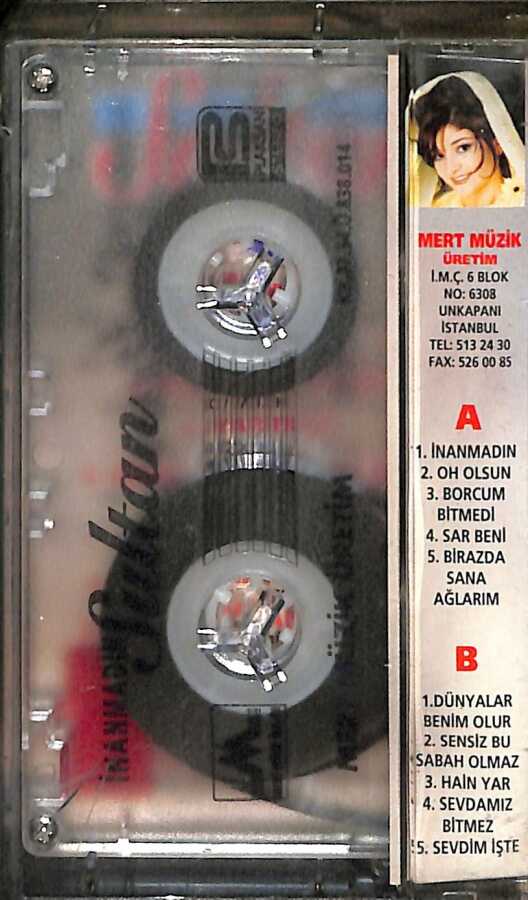 MERT MÜZİK
ÜRETİM
İ.M.Ç. 6 BLOK
NO: 6308
UNKAPANI
İSTANBUL
TEL: 513 24 30
FAX: 526 00 85
A
1. İNANMADIN
2. OH OLSUN
3. BORCUM
BİTMEDİ
4. SAR BENİ
5. BİRAZDA
SANA
AĞLARIM
B
1.DÜNYALAR
BENİM OLUR
2. SENSİZ BU
SABAH OLMAZ
3. HAİN YAR
4. SEVDAMIZ
BİTMEZ
5. SEVDİM İŞTE
Sultan
İNANMADIN